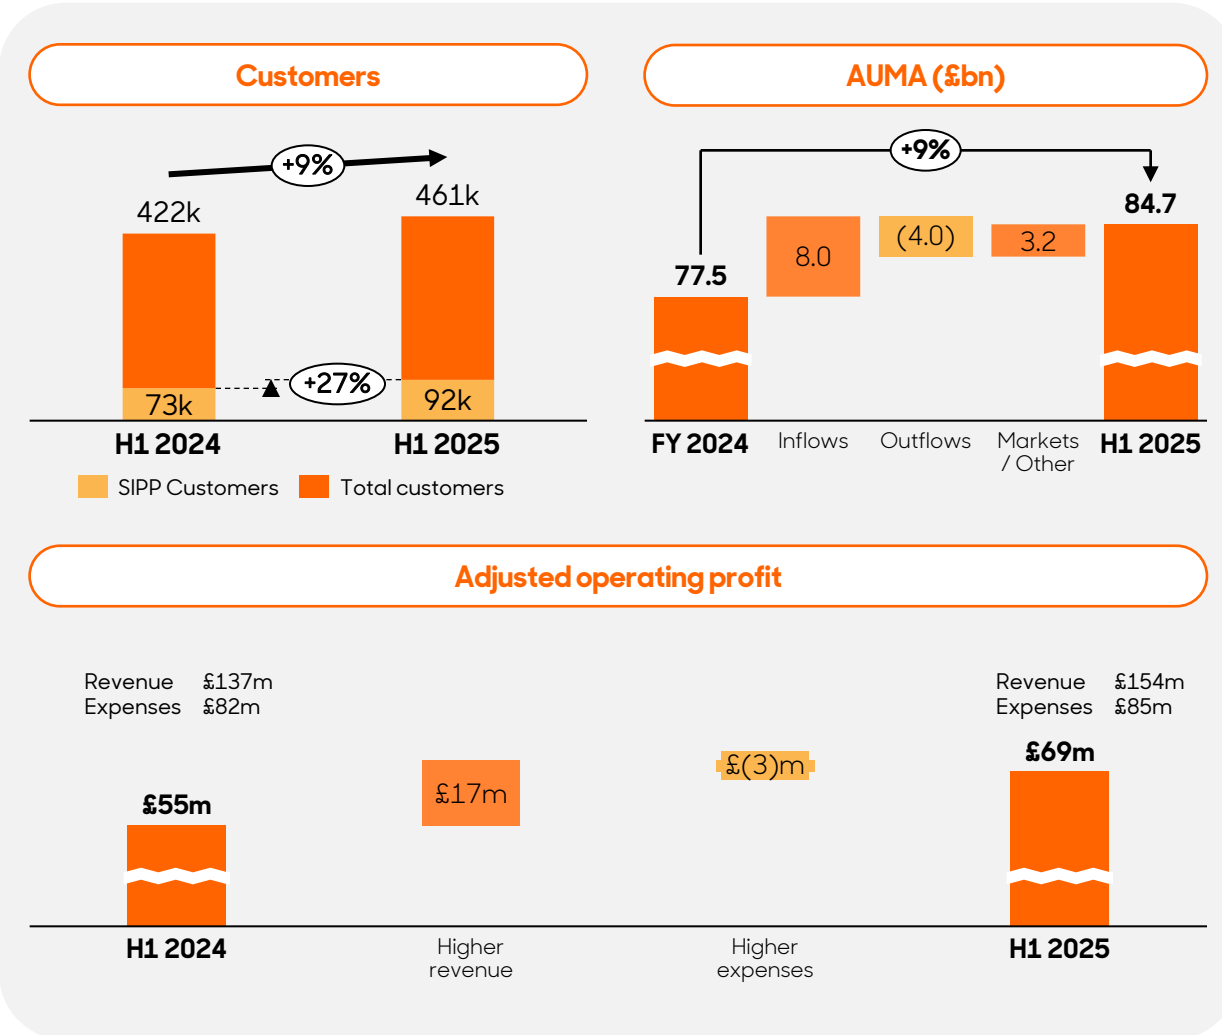 Customers
+9%
422k
461k
+27%
73k
92k
H1 2024
H1 2025
SIPP Customers
Total customers
AUMA (£bn)
+9%
77.5
8.0
(4.0)
3.2
84.7
FY 2024
Inflows
Outflows
Markets
/ Other
H1 2025
Adjusted operating profit
Revenue £137m
Expenses £82m
Revenue £154m
Expenses £85m
£55m
£17m
£(3)m
£69m
H1 2024
Higher
revenue
Higher
expenses
H1 2025